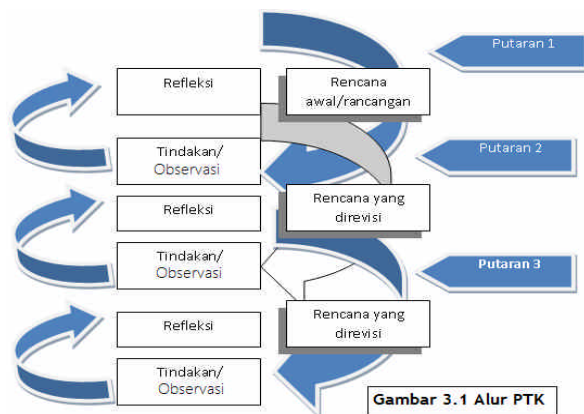 Putaran 1
Refleksi
Rencana
awal/rancangan
Tindakan/
Observasi
Putaran 2
Refleksi
Rencana yang
direvisi
Tindakan/
Observasi
Putaran 3
Refleksi
Rencana yang
direvisi
Tindakan/
Observasi
Gambar 3.1 Alur PTK